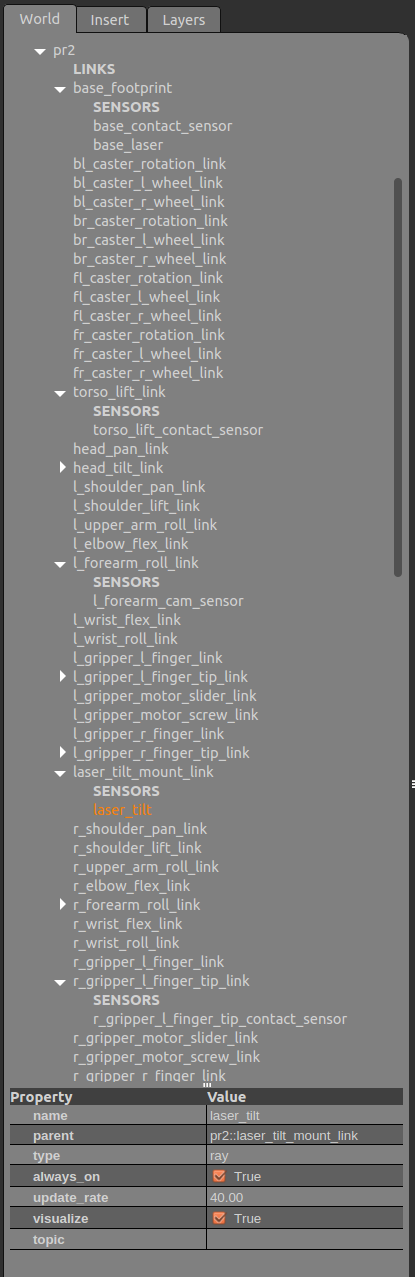 World Insert Layers
pr2
LINKS
base_footprint
SENSORS
base_contact_sensor
base_laser
bl_caster_rotation_link
bl_caster_l_wheel_link
bl_caster_r_wheel_link
br_caster_rotation_link
br_caster_l_wheel_link
br_caster_r_wheel_link
fl_caster_rotation_link
fl_caster_l_wheel_link
fl_caster_r_wheel_link
fr_caster_rotation_link
fr_caster_l_wheel_link
fr_caster_r_wheel_link
torso_lift_link
SENSORS
torso_lift_contact_sensor
head_pan_link
head_tilt_link
l_shoulder_pan_link
l_shoulder_lift_link
l_upper_arm_roll_link
l_elbow_flex_link
l_forearm_roll_link
SENSORS
l_forearm_cam_sensor
l_wrist_flex_link
l_wrist_roll_link
l_gripper_l_finger_link
l_gripper_l_finger_tip_link
l_gripper_motor_slider_link
l_gripper_motor_screw_link
l_gripper_r_finger_link
l_gripper_r_finger_tip_link
laser_tilt_mount_link
SENSORS
laser_tilt
r_shoulder_pan_link
r_shoulder_lift_link
r_upper_arm_roll_link
r_elbow_flex_link
r_forearm_roll_link
r_wrist_flex_link
r_wrist_roll_link
r_gripper_l_finger_link
r_gripper_l_finger_tip_link
SENSORS
r_gripper_l_finger_tip_contact_sensor
r_gripper_motor_slider_link
r_gripper_motor_screw_link
r_gripper_r_finger_link
Property Value
name laser_tilt
parent pr2::laser_tilt_mount_link
type ray
always_on True
update_rate 40.00
visualize True
topic